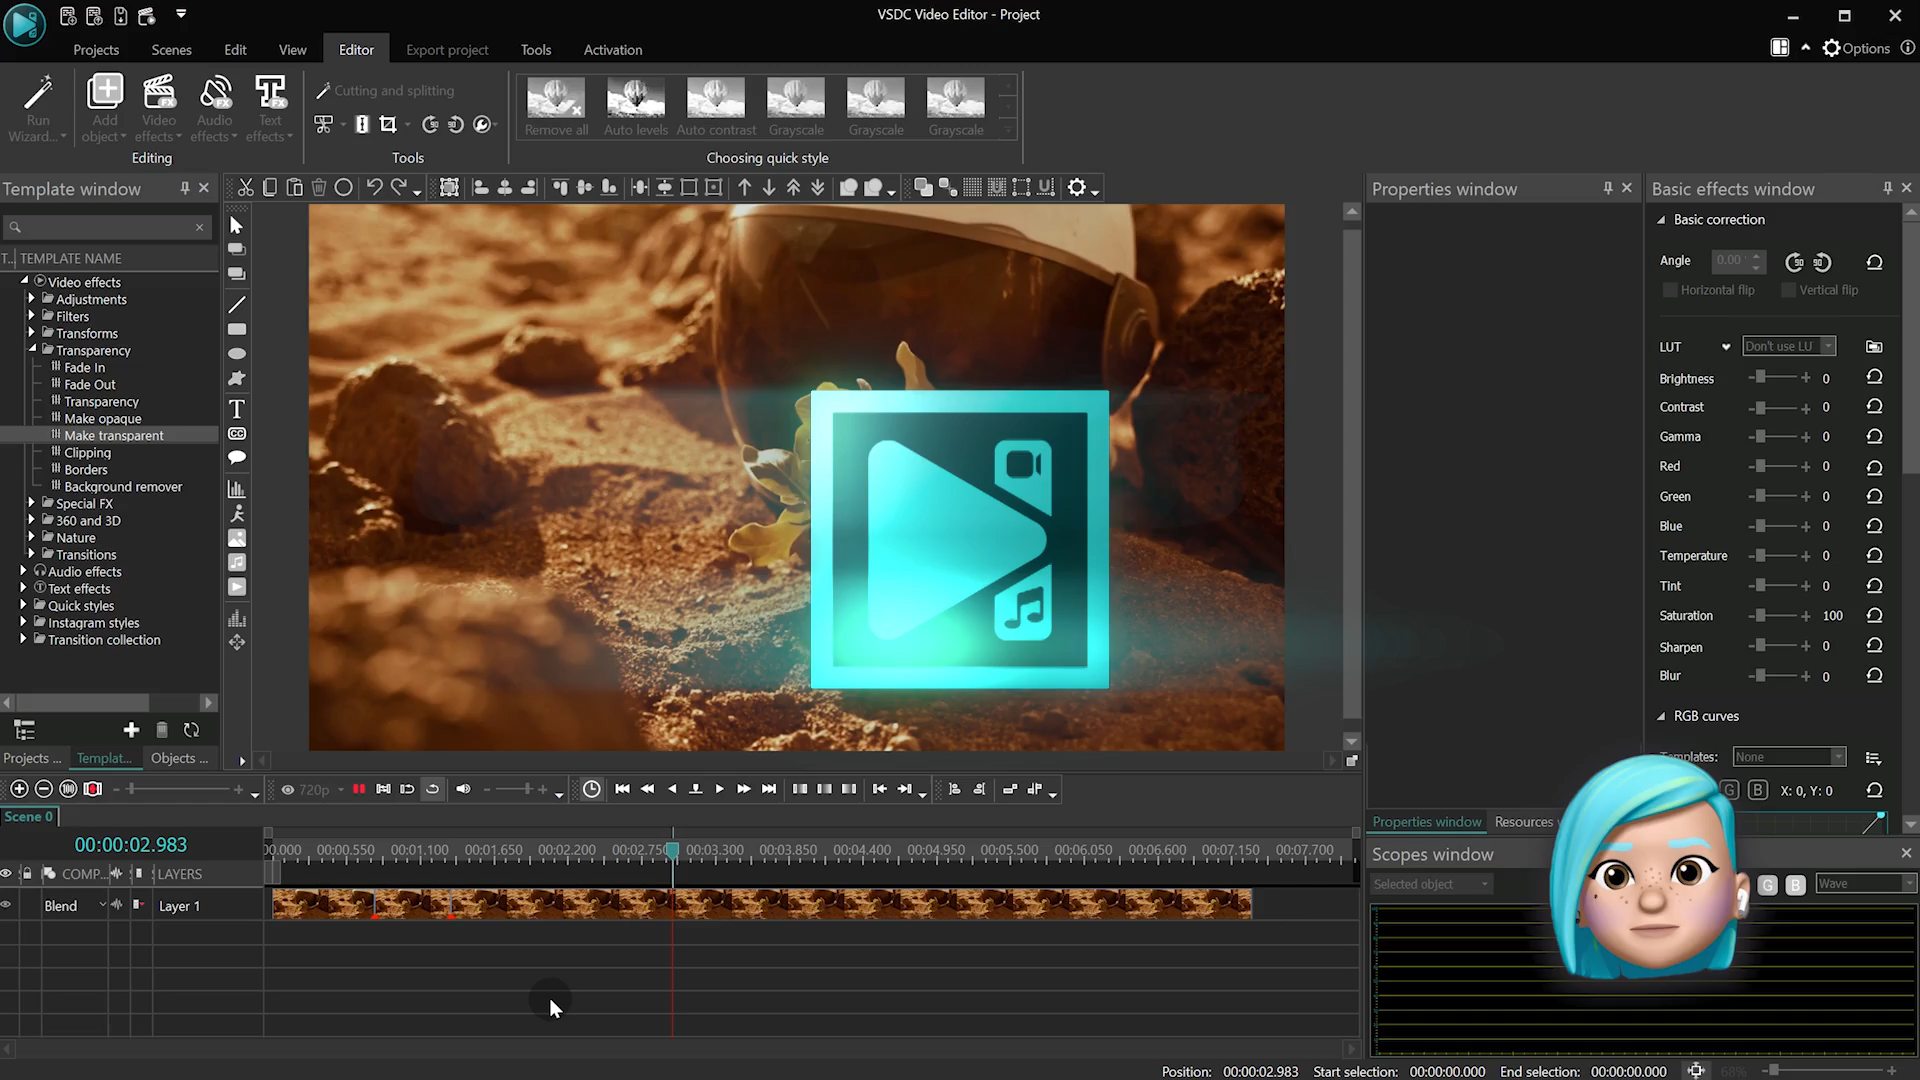 VSDC Video Editor - Project
Projects
Scenes
Edit
View
Editor
Export project
Tools
Activation
Options
Run
Wizard...
Add
object
Video
effects
Audio
effects
Text
effects
Editing
Cutting and splitting
Tools
Remove all
Auto levels
Auto contrast
Grayscale
Grayscale
Grayscale
Choosing quick style
Template window
T.. TEMPLATE NAME
Video effects
Adjustments
Filters
Transforms
Transparency
Fade In
Fade Out
Transparency
Make opaque
Make transparent
Clipping
Borders
Background remover
Special FX
360 and 3D
Nature
Transitions
Audio effects
Text effects
Quick styles
Instagram styles
Transition collection
Projects ...
Templat...
Objects ...
Properties window
Properties window
Resources
Basic effects window
Basic correction
Angle 0.00 90 90
Horizontal flip Vertical flip
LUT Don't use LU
Brightness 0
Contrast 0
Gamma 0
Red 0
Green 0
Blue 0
Temperature 0
Tint 0
Saturation 100
Sharpen 0
Blur 0
RGB curves
None
G B X: 0, Y: 0
Scopes window
Selected object G B Wave
720p
Scene 0
00:00:02.983
00.000 00:00.550 00:01.100 00:01.650 00:02.200 00:02.750 00:03.300 00:03.850 00:04.400 00:04.950 00:05.500 00:06.050 00:06.600 00:07.150 00:07.700
COMP... LAYERS
Blend Layer 1
Position: 00:00:02.983 Start selection: 00:00:00.000 End selection: 00:00:00.000 68%